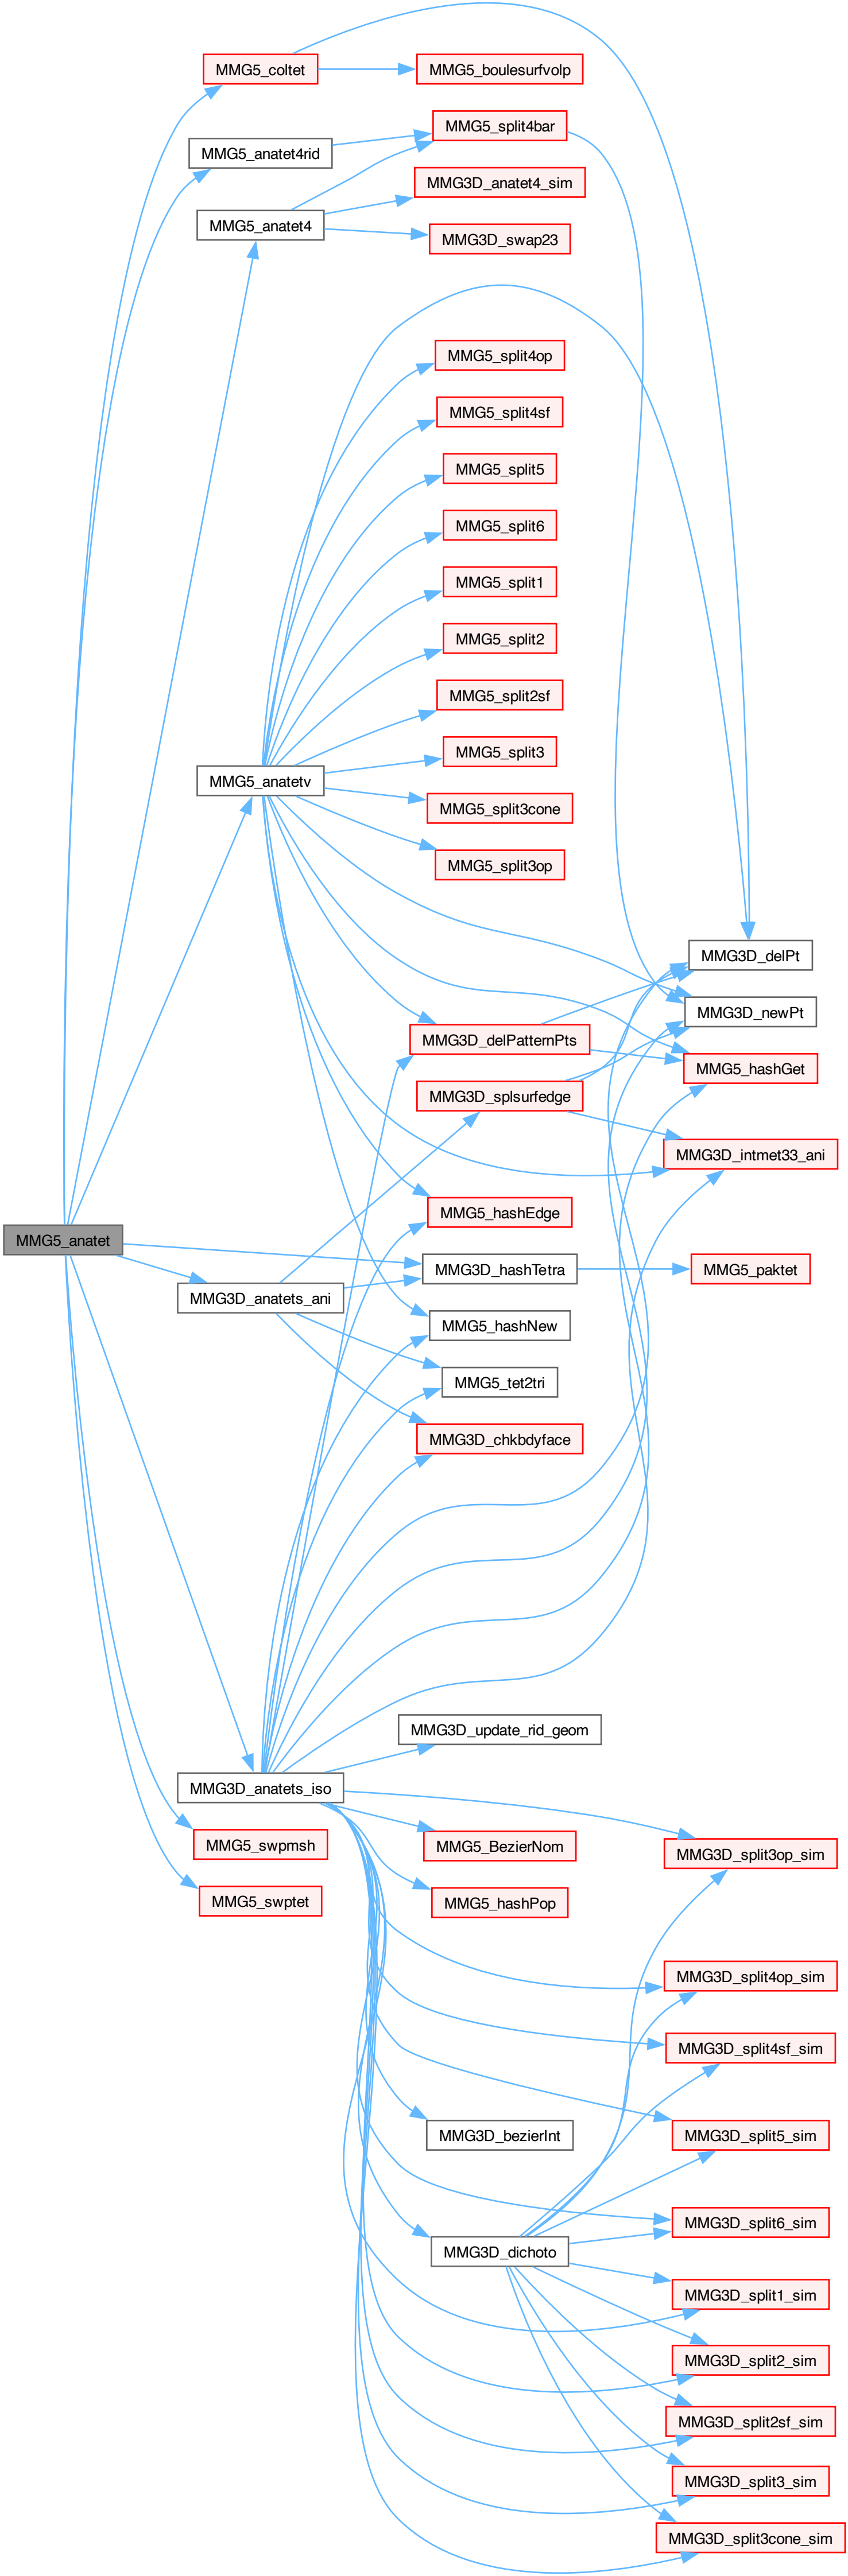 MMG5_coltet
MMG5_boulesurfvolp
MMG5_split4bar
MMG5_anatet4rid
MMG3D_anatet4_sim
MMG5_anatet4
MMG3D_swap23
MMG5_split4op
MMG5_split4sf
MMG5_split5
MMG5_split6
MMG5_split1
MMG5_split2
MMG5_split2sf
MMG5_split3
MMG5_anatetv
MMG5_split3cone
MMG5_split3op
MMG3D_delPt
MMG3D_newPt
MMG3D_delPatternPts
MMG5_hashGet
MMG3D_splsurfedge
MMG3D_intmet33_ani
MMG5_hashEdge
MMG5_anatet
MMG3D_hashTetra
MMG5_paktet
MMG3D_anatets_ani
MMG5_hashNew
MMG5_tet2tri
MMG3D_chkbdyface
MMG3D_update_rid_geom
MMG3D_anatets_iso
MMG5_swpmsh
MMG5_BezierNom
MMG3D_split3op_sim
MMG5_swptet
MMG5_hashPop
MMG3D_split4op_sim
MMG3D_split4sf_sim
MMG3D_bezierInt
MMG3D_split5_sim
MMG3D_split6_sim
MMG3D_dichoto
MMG3D_split1_sim
MMG3D_split2_sim
MMG3D_split2sf_sim
MMG3D_split3_sim
MMG3D_split3cone_sim